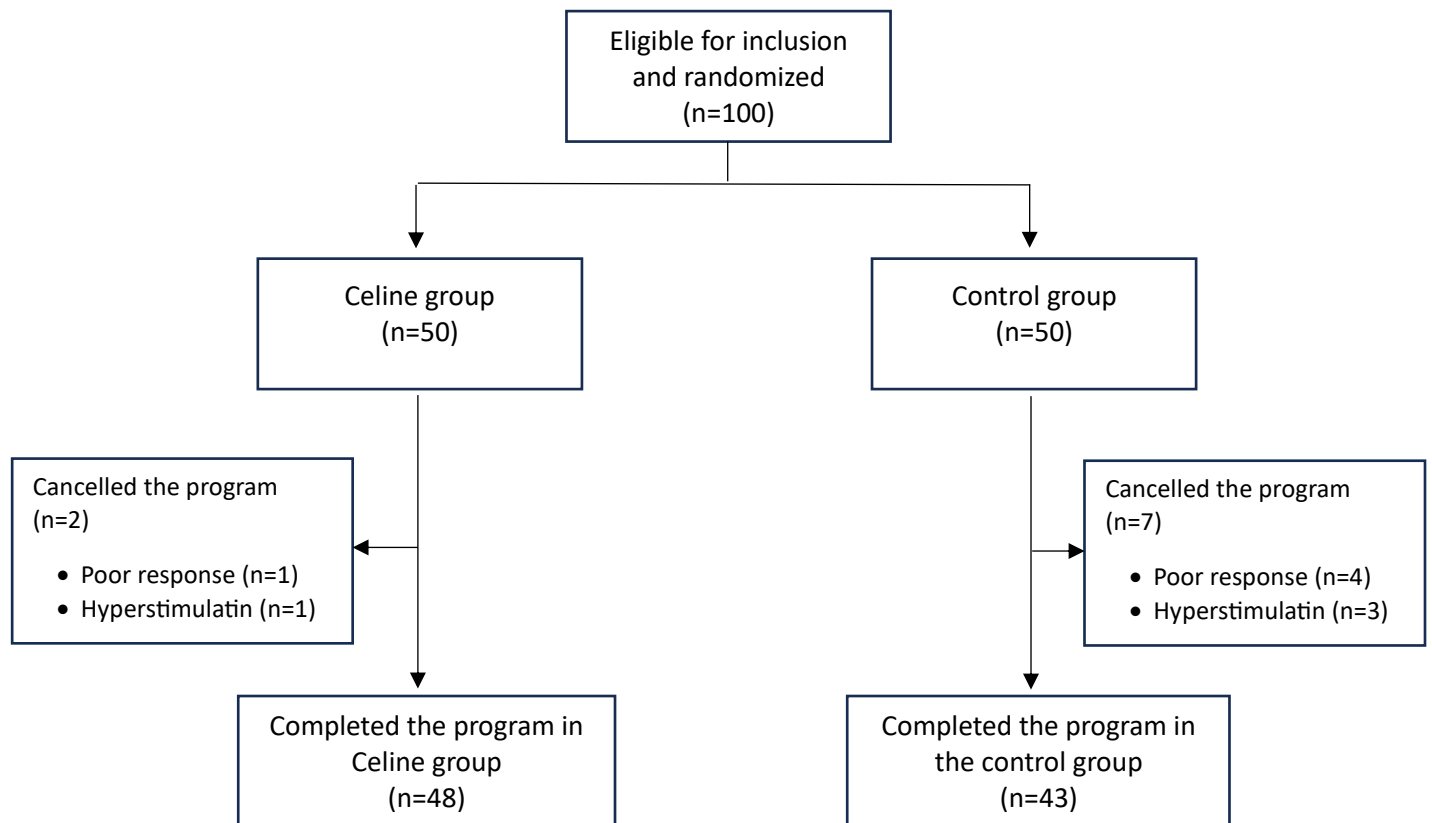 Eligible for inclusion
and randomized
(n=100)
Celine group
(n=50)
Control group
(n=50)
Cancelled the program
(n=2)
• Poor response (n=1)
• Hyperstimulatin (n=1)
Cancelled the program
(n=7)
• Poor response (n=4)
• Hyperstimulatin (n=3)
Completed the program in
Celine group
(n=48)
Completed the program in
the control group
(n=43)